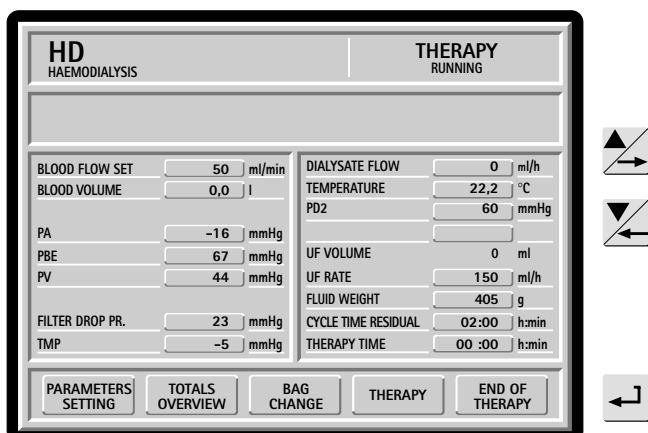 HD
HAEMODIALYSIS
THERAPY
RUNNING
BLOOD FLOW SET 50 ml/min
BLOOD VOLUME 0,0 l
PA -16 mmHg
PBE 67 mmHg
PV 44 mmHg
FILTER DROP PR. 23 mmHg
TMP -5 mmHg
DIALYSATE FLOW 0 ml/h
TEMPERATURE 22,2 °C
PD2 60 mmHg
UF VOLUME 0 ml
UF RATE 150 ml/h
FLUID WEIGHT 405 g
CYCLE TIME RESIDUAL 02:00 h:min
THERAPY TIME 00 :00 h:min
PARAMETERS
SETTING
TOTALS
OVERVIEW
BAG
CHANGE
THERAPY
END OF
THERAPY